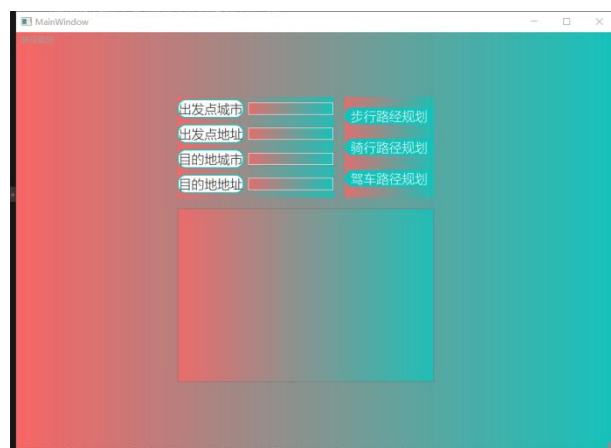 MainWindow
出发点城市
出发点地址
目的地城市
目的地地址
步行路经规划
骑行路径规划
驾车路径规划